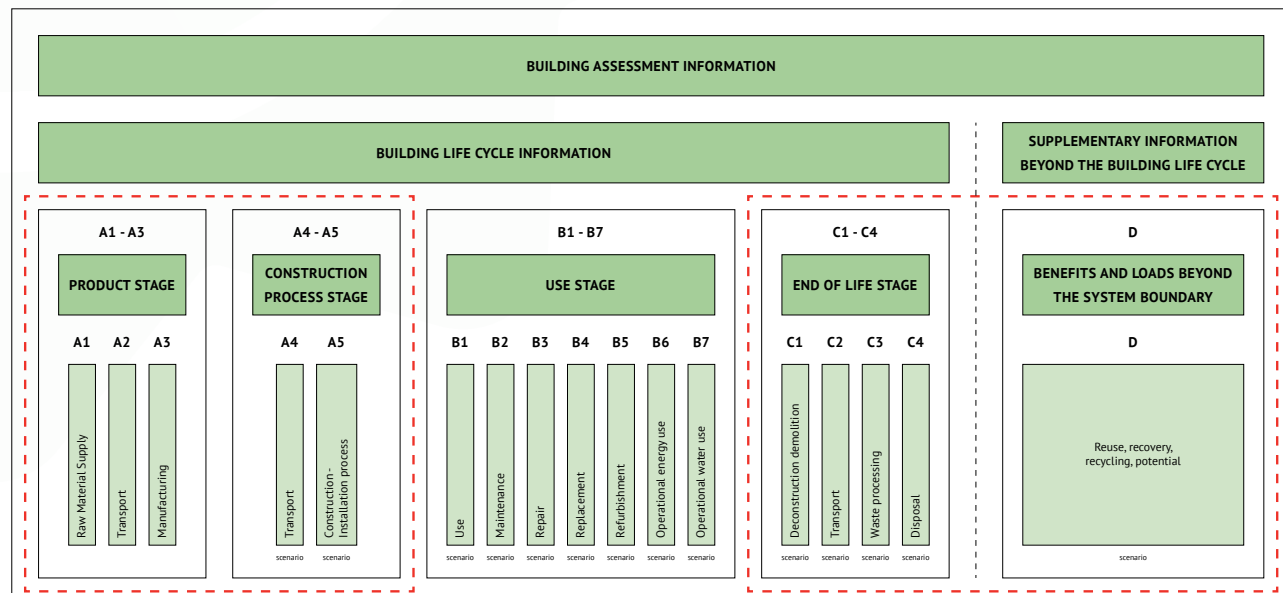 BUILDING ASSESSMENT INFORMATION
BUILDING LIFE CYCLE INFORMATION
SUPPLEMENTARY INFORMATION
BEYOND THE BUILDING LIFE CYCLE
A1 - A3
PRODUCT STAGE
A1 A2 A3
Raw Material Supply
Transport
Manufacturing
A4 - A5
CONSTRUCTION
PROCESS STAGE
A4 A5
Transport
Construction -
Installation process
scenario scenario
B1 - B7
USE STAGE
B1 B2 B3 B4 B5 B6 B7
Use
Maintenance
Repair
Replacement
Refurbishment
Operational energy use
Operational water use
scenario scenario scenario scenario scenario scenario scenario
C1 - C4
END OF LIFE STAGE
C1 C2 C3 C4
Deconstruction demolition
Transport
Waste processing
Disposal
scenario scenario scenario scenario
D
BENEFITS AND LOADS BEYOND
THE SYSTEM BOUNDARY
D
Reuse, recovery,
recycling, potential
scenario